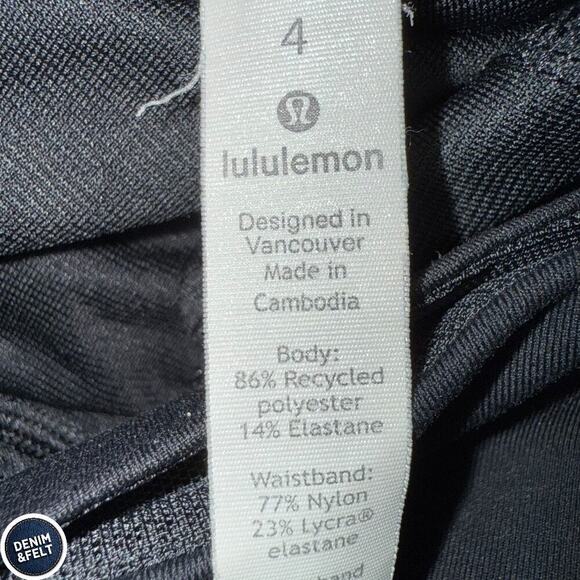 4
lululemon
Designed in
Vancouver
Made in
Cambodia
Body:
86% Recycled
polyester
14% Elastane
Waistband:
77% Nylon
23% Lycra®
elastane
DENIM
&FELT